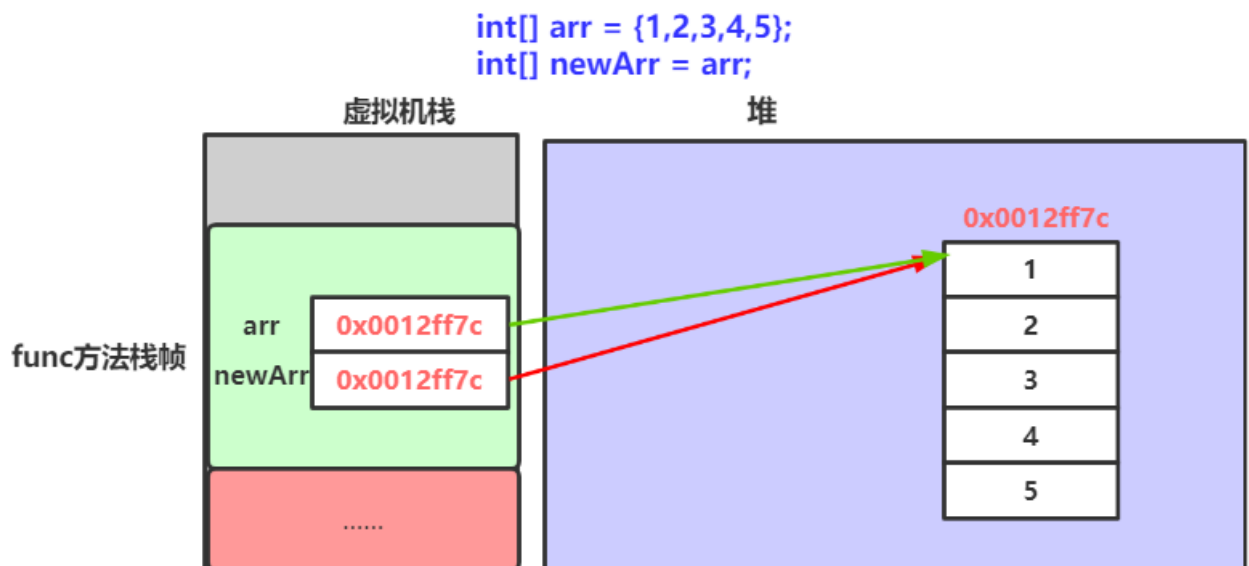 int[] arr = {1,2,3,4,5};
int[] newArr = arr;
虚拟机栈
堆
0x0012ff7c
1
arr
0x0012ff7c
2
func方法栈帧
newArr
0x0012ff7c
3
4
5
......